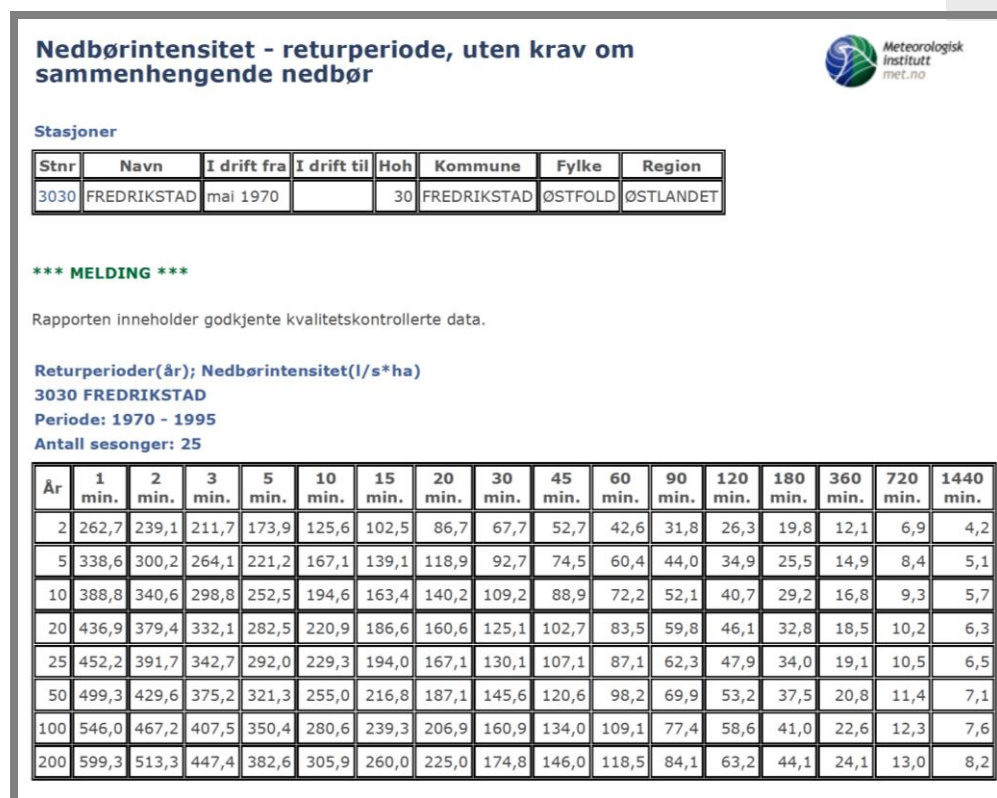 Nedbørintensitet - returperiode, uten krav om
sammenhengende nedbør
Meteorologisk
institutt
met.no
Stasjoner
Stnr Navn I drift fra I drift til Hoh Kommune Fylke Region
3030 FREDRIKSTAD mai 1970 30 FREDRIKSTAD ØSTFOLD ØSTLANDET
*** MELDING ***
Rapporten inneholder godkjente kvalitetskontrollerte data.
Returperioder(år); Nedbørintensitet(l/s*ha)
3030 FREDRIKSTAD
Periode: 1970 - 1995
Antall sesonger: 25
År 1 min. 2 min. 3 min. 5 min. 10 min. 15 min. 20 min. 30 min. 45 min. 60 min. 90 min. 120 min. 180 min. 360 min. 720 min. 1440 min.
2 262,7 239,1 211,7 173,9 125,6 102,5 86,7 67,7 52,7 42,6 31,8 26,3 19,8 12,1 6,9 4,2
5 338,6 300,2 264,1 221,2 167,1 139,1 118,9 92,7 74,5 60,4 44,0 34,9 25,5 14,9 8,4 5,1
10 388,8 340,6 298,8 252,5 194,6 163,4 140,2 109,2 88,9 72,2 52,1 40,7 29,2 16,8 9,3 5,7
20 436,9 379,4 332,1 282,5 220,9 186,6 160,6 125,1 102,7 83,5 59,8 46,1 32,8 18,5 10,2 6,3
25 452,2 391,7 342,7 292,0 229,3 194,0 167,1 130,1 107,1 87,1 62,3 47,9 34,0 19,1 10,5 6,5
50 499,3 429,6 375,2 321,3 255,0 216,8 187,1 145,6 120,6 98,2 69,9 53,2 37,5 20,8 11,4 7,1
100 546,0 467,2 407,5 350,4 280,6 239,3 206,9 160,9 134,0 109,1 77,4 58,6 41,0 22,6 12,3 7,6
200 599,3 513,3 447,4 382,6 305,9 260,0 225,0 174,8 146,0 118,5 84,1 63,2 44,1 24,1 13,0 8,2